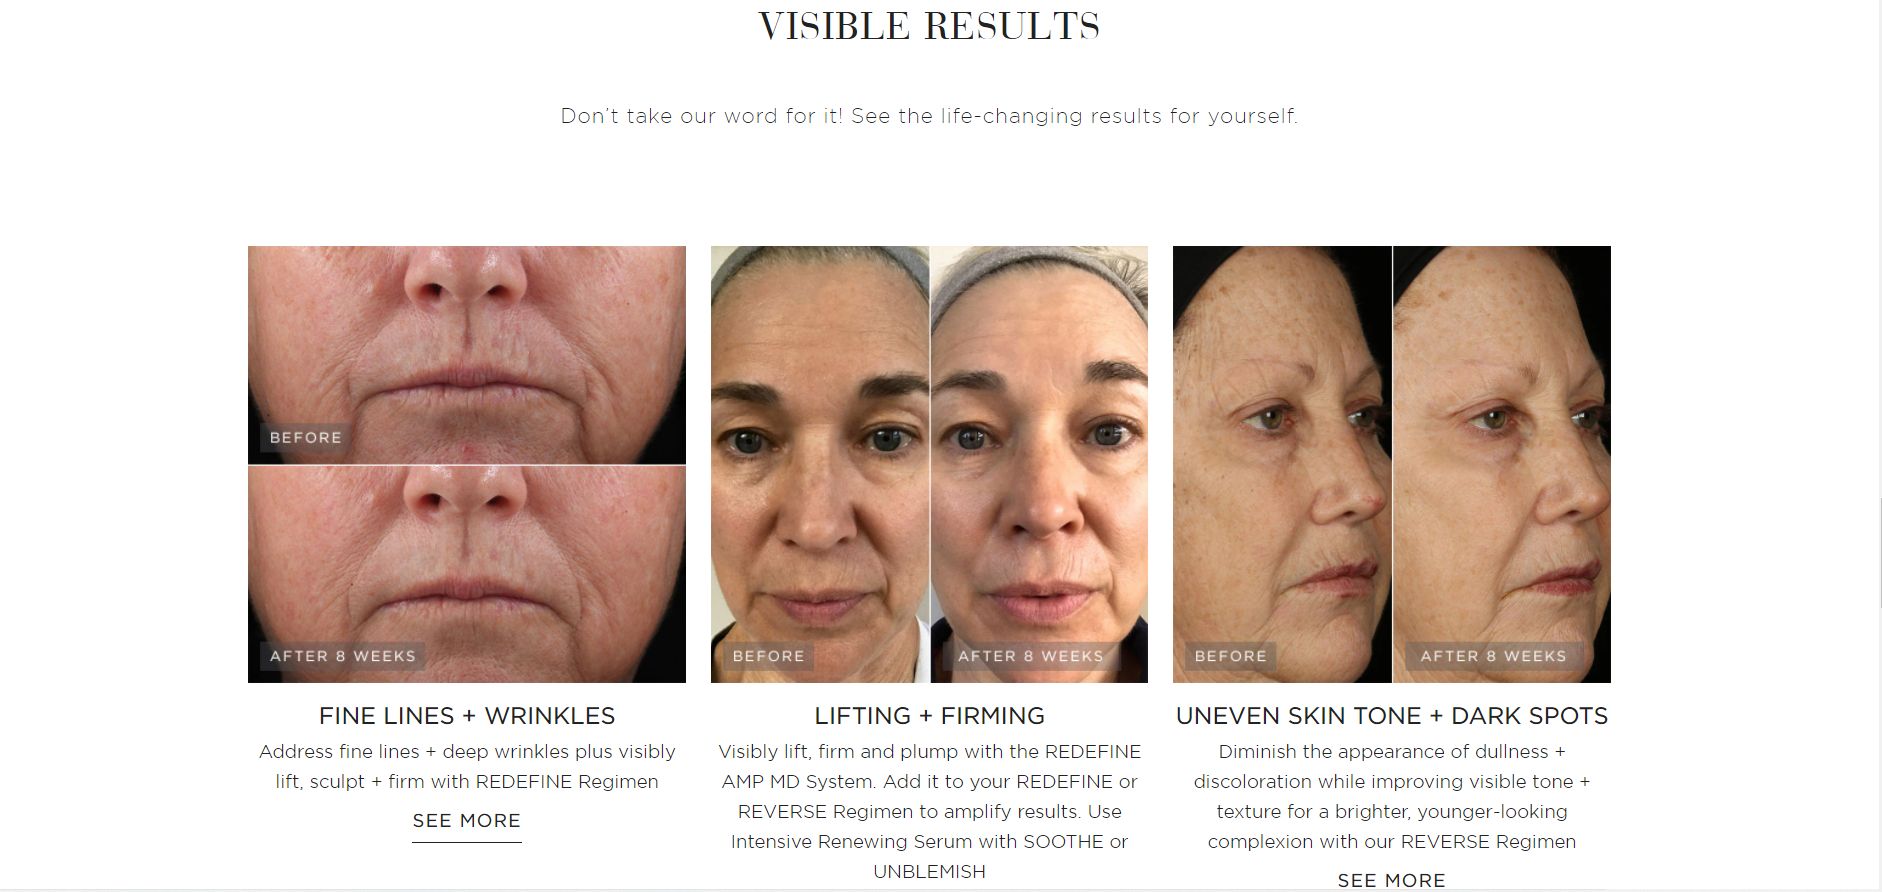 VISIBLE RESULTS
Don't take our word for it! See the life-changing results for yourself.
BEFORE
AFTER 8 WEEKS
FINE LINES + WRINKLES
Address fine lines + deep wrinkles plus visibly
lift, sculpt + firm with REDEFINE Regimen
SEE MORE
BEFORE
AFTER 8 WEEKS
LIFTING + FIRMING
Visibly lift, firm and plump with the REDEFINE
AMP MD System. Add it to your REDEFINE or
REVERSE Regimen to amplify results. Use
Intensive Renewing Serum with SOOTHE or
UNBLEMISH
BEFORE
AFTER 8 WEEKS
UNEVEN SKIN TONE + DARK SPOTS
Diminish the appearance of dullness +
discoloration while improving visible tone +
texture for a brighter, younger-looking
complexion with our REVERSE Regimen
SEE MORE